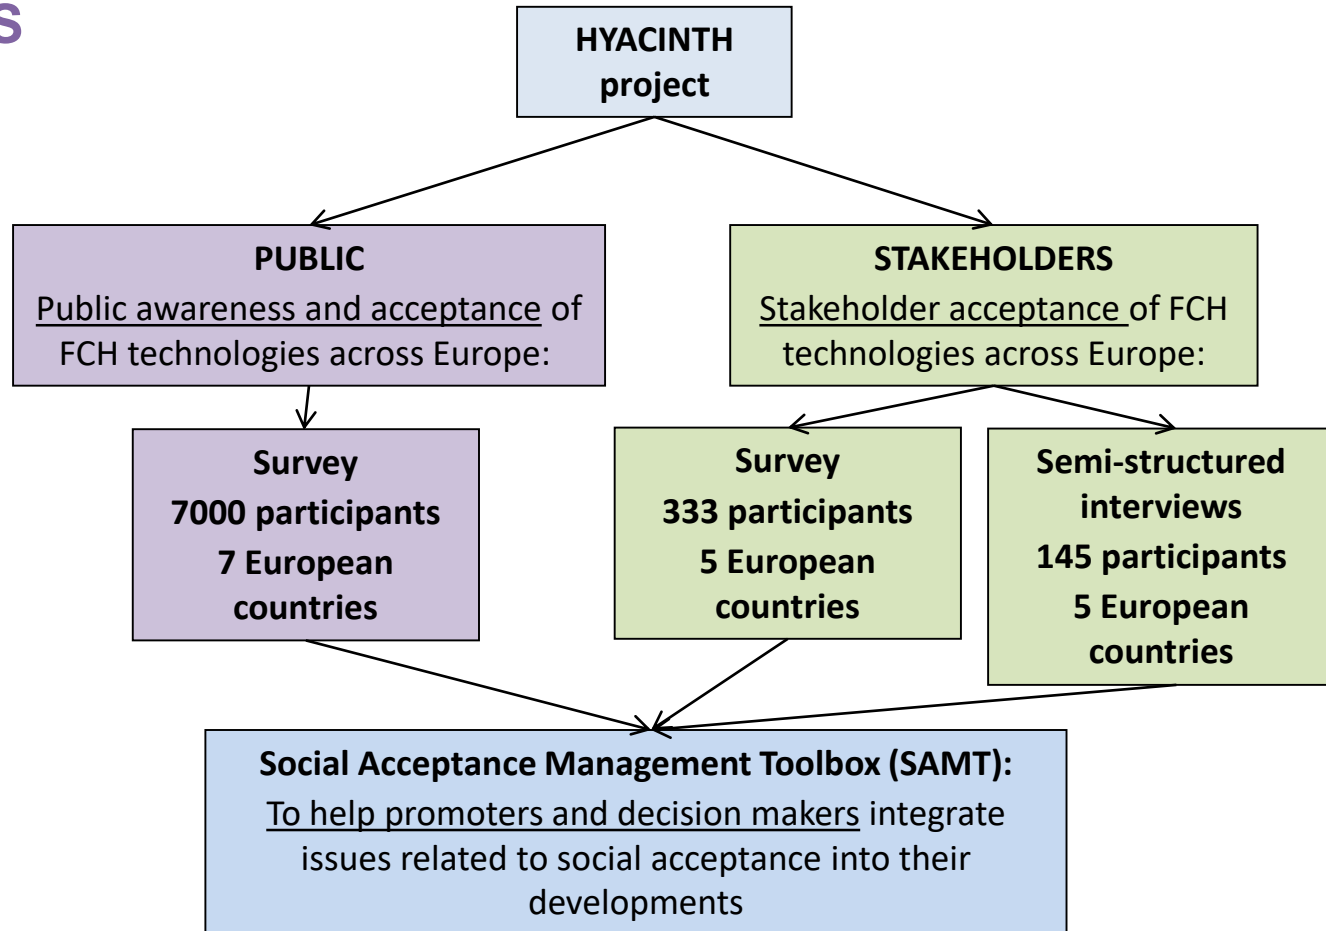 s
HYACINTH
project
PUBLIC
Public awareness and acceptance of
FCH technologies across Europe:
STAKEHOLDERS
Stakeholder acceptance of FCH
technologies across Europe:
Survey
7000 participants
7 European
countries
Survey
333 participants
5 European
countries
Semi-structured
interviews
145 participants
5 European
countries
Social Acceptance Management Toolbox (SAMT):
To help promoters and decision makers integrate
issues related to social acceptance into their
developments